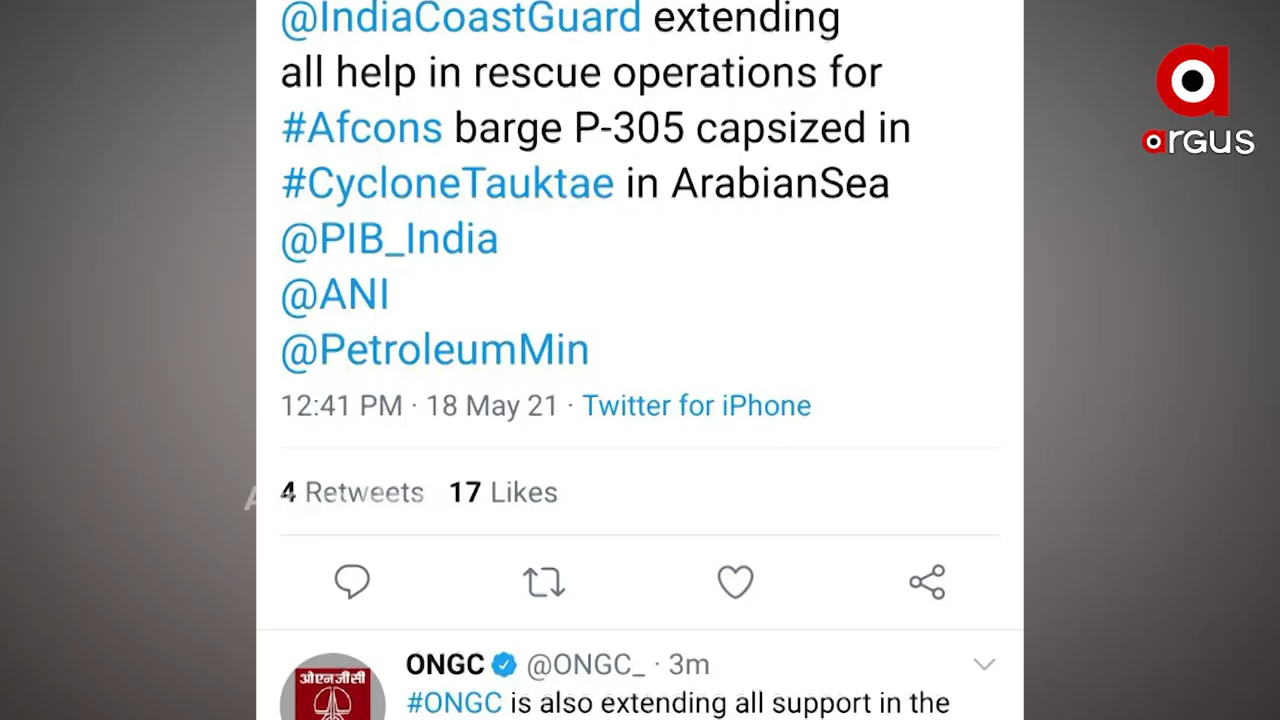 @IndiaCoastGuard extending
all help in rescue operations for
#Afcons barge P-305 capsized in
#CycloneTauktae in ArabianSea
@PIB_India
@ANI
@PetroleumMin
12:41 PM · 18 May 21 · Twitter for iPhone
4 Retweets 17 Likes
ONGC @ONGC_ · 3m
ओएनजीसी
#ONGC is also extending all support in the
argus